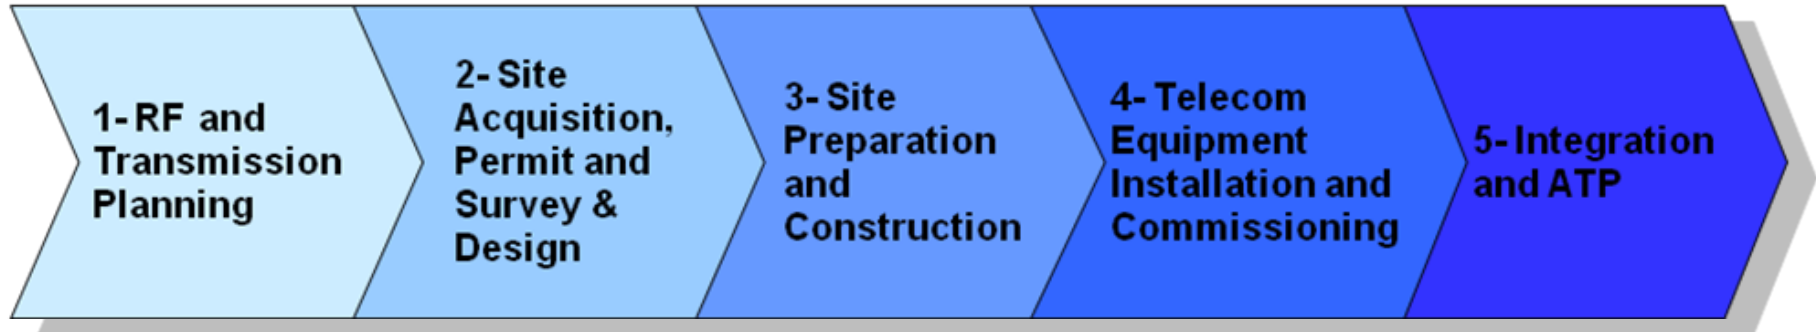 1- RF and
Transmission
Planning
2- Site
Acquisition,
Permit and
Survey &
Design
3- Site
Preparation
and
Construction
4- Telecom
Equipment
Installation and
Commissioning
5- Integration
and ATP